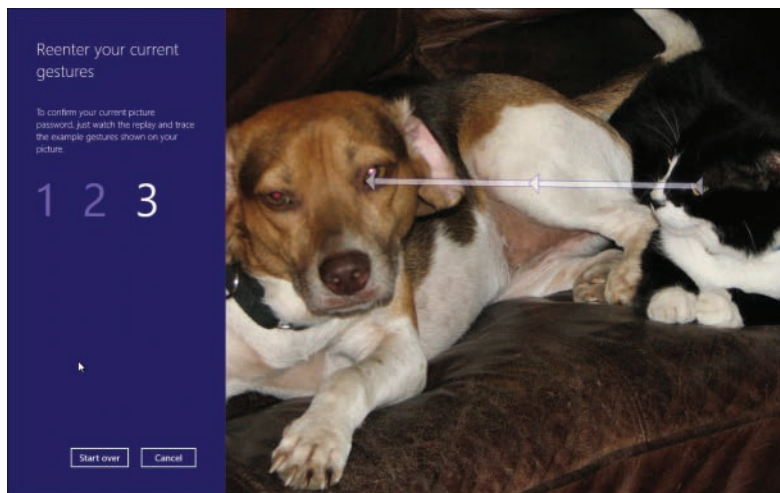 Reenter your current
gestures
To confirm your current picture
password, just watch the replay and trace
the example gestures shown on your
picture.
1 2 3
Start over Cancel